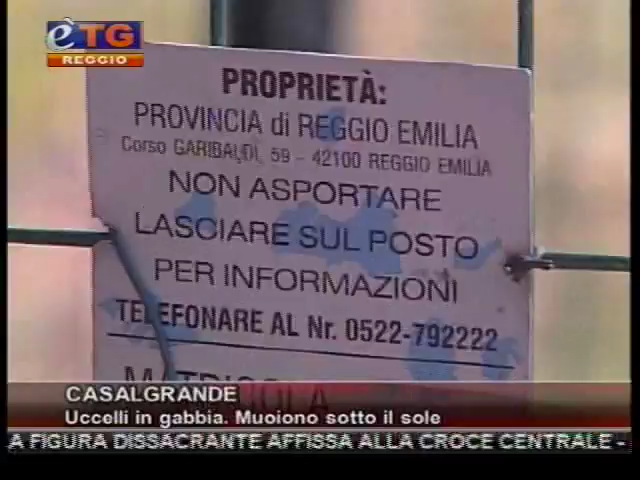 èTG
REGGIO
PROPRIETÀ:
PROVINCIA di REGGIO EMILIA
Corso GARIBALDI, 59 - 42100 REGGIO EMILIA
NON ASPORTARE
LASCIARE SUL POSTO
PER INFORMAZIONI
TELEFONARE AL Nr. 0522-792222
MATRICOLA
CASALGRANDE
Uccelli in gabbia. Muoiono sotto il sole
A FIGURA DISSACRANTE AFFISSA ALLA CROCE CENTRALE -